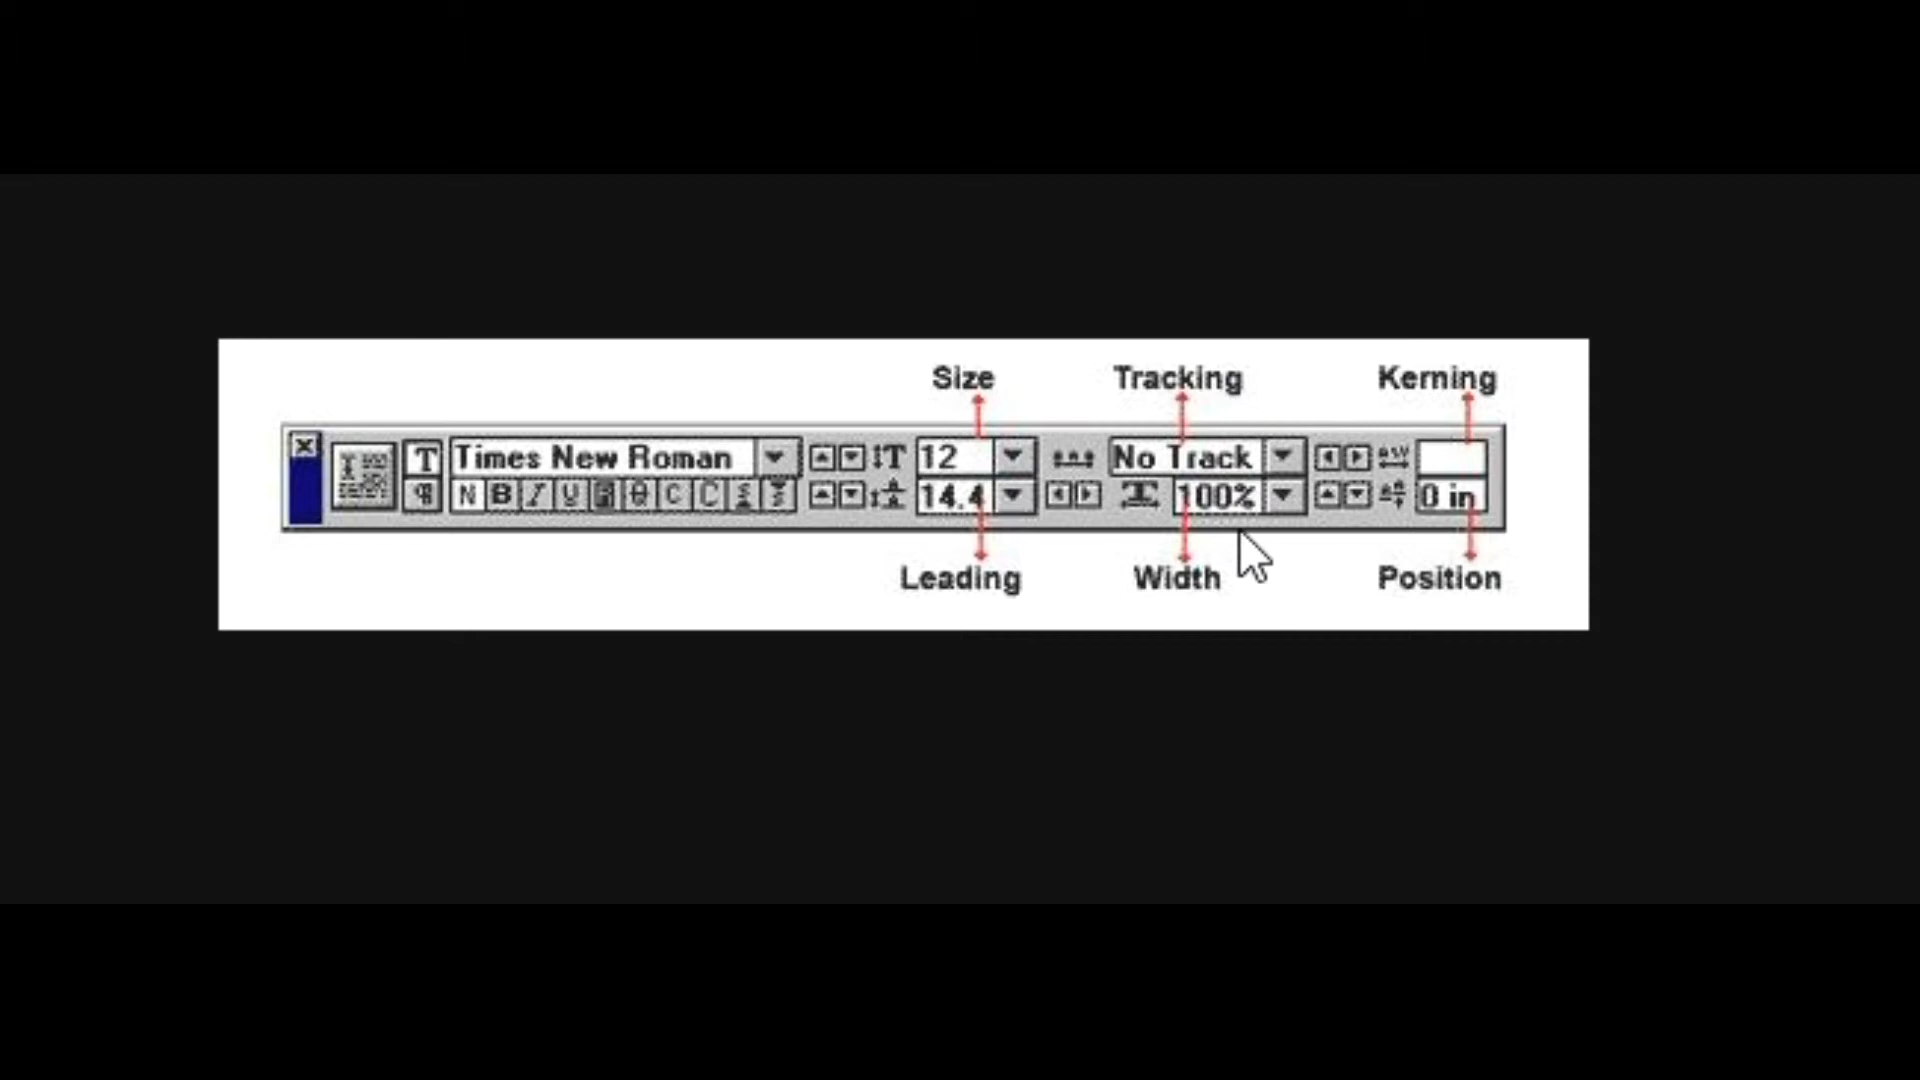 Size Tracking Kerning
T Times New Roman T 12 No Track
¶ N B I U R O C C S S 14.4 100% 0 in
Leading Width Position